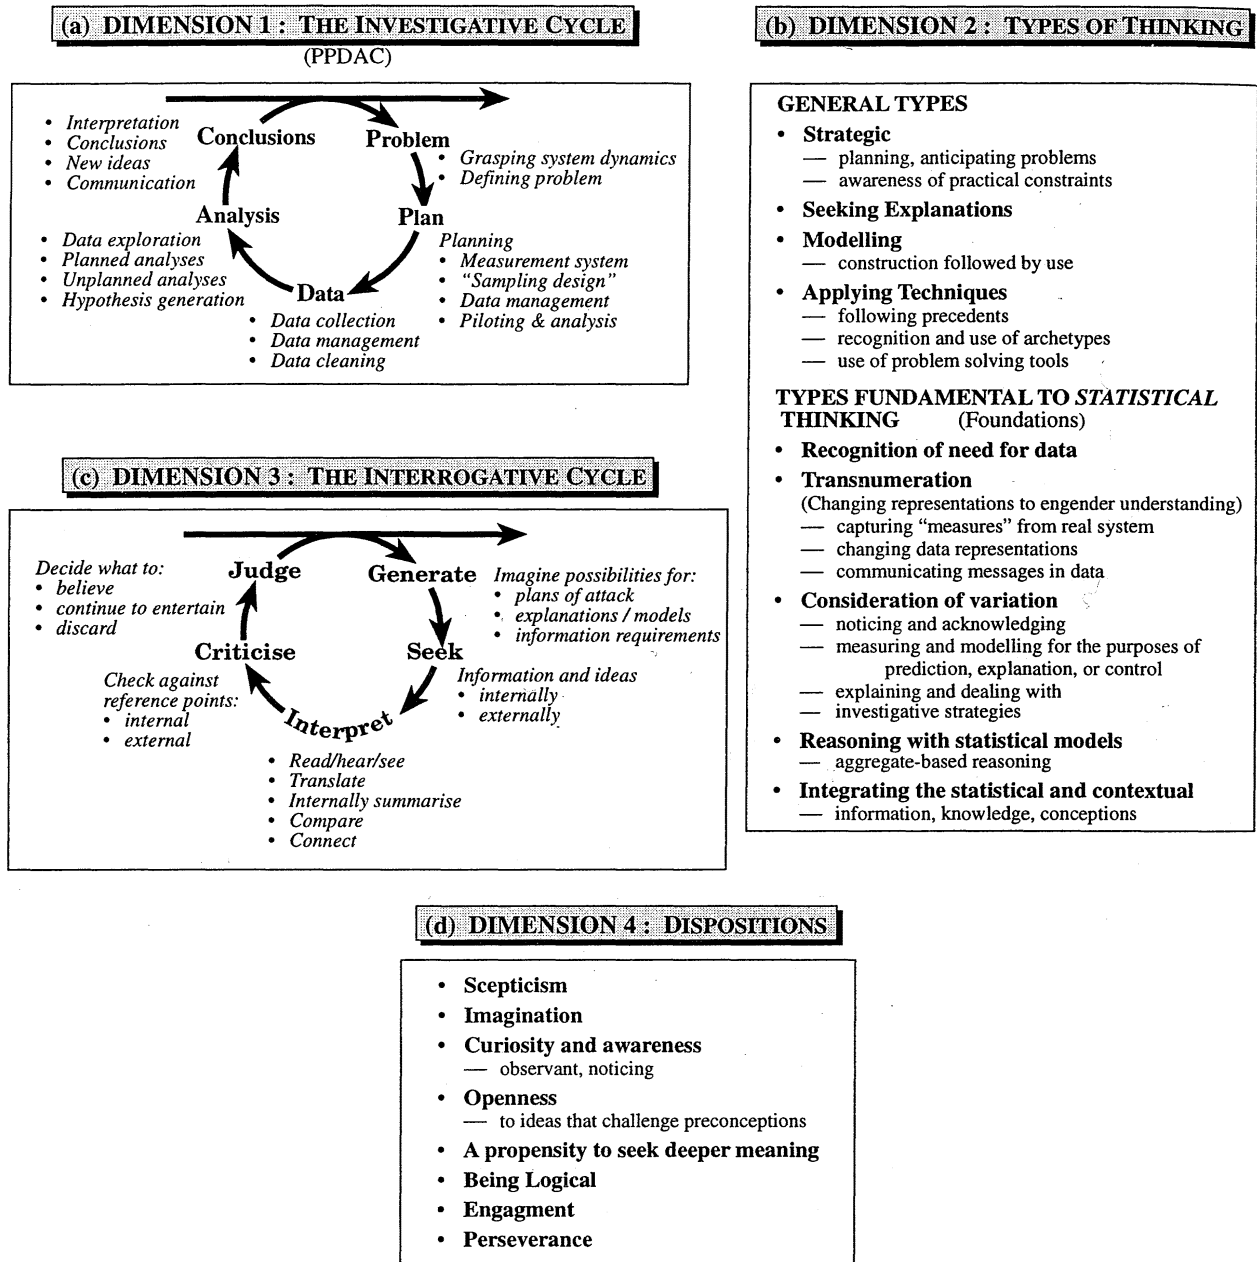 (a) DIMENSION 1 : THE INVESTIGATIVE CYCLE
(PPDAC)
• Interpretation
• Conclusions
• New ideas
• Communication
Conclusions
Problem
• Grasping system dynamics
• Defining problem
Analysis
Plan
• Data exploration
• Planned analyses
• Unplanned analyses
• Hypothesis generation
Planning
• Measurement system
• “Sampling design”
• Data management
• Piloting & analysis
Data
• Data collection
• Data management
• Data cleaning
(b) DIMENSION 2 : TYPES OF THINKING
GENERAL TYPES
• Strategic
— planning, anticipating problems
— awareness of practical constraints
• Seeking Explanations
• Modelling
— construction followed by use
• Applying Techniques
— following precedents
— recognition and use of archetypes
— use of problem solving tools
TYPES FUNDAMENTAL TO STATISTICAL
THINKING (Foundations)
• Recognition of need for data
• Transnumeration
(Changing representations to engender understanding)
— capturing “measures” from real system
— changing data representations
— communicating messages in data
• Consideration of variation
— noticing and acknowledging
— measuring and modelling for the purposes of
prediction, explanation, or control
— explaining and dealing with
— investigative strategies
• Reasoning with statistical models
— aggregate-based reasoning
• Integrating the statistical and contextual
— information, knowledge, conceptions
(c) DIMENSION 3 : THE INTERROGATIVE CYCLE
Decide what to:
• believe
• continue to entertain
• discard
Judge
Generate
Imagine possibilities for:
• plans of attack
• explanations / models
• information requirements
Criticise
Seek
Check against
reference points:
• internal
• external
Information and ideas
• internally
• externally
Interpret
• Read/hear/see
• Translate
• Internally summarise
• Compare
• Connect
(d) DIMENSION 4 : DISPOSITIONS
• Scepticism
• Imagination
• Curiosity and awareness
— observant, noticing
• Openness
— to ideas that challenge preconceptions
• A propensity to seek deeper meaning
• Being Logical
• Engagment
• Perseverance